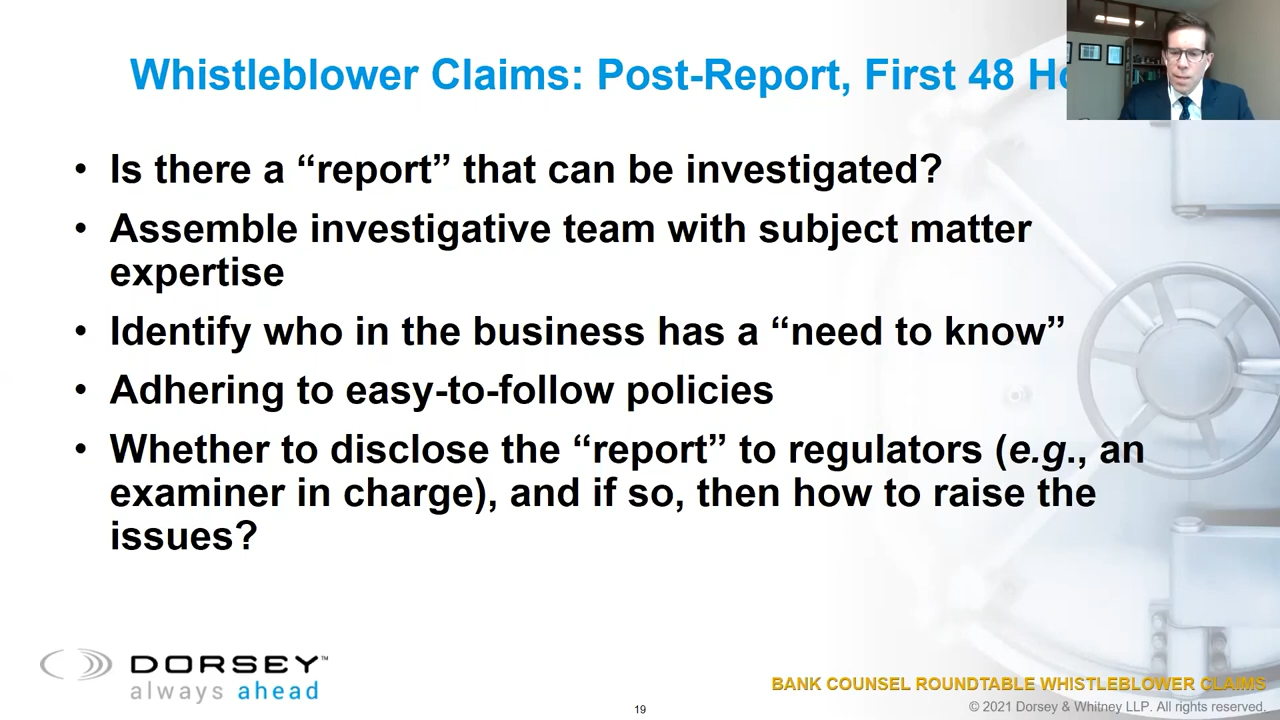 Whistleblower Claims: Post-Report, First 48
• Is there a “report” that can be investigated?
• Assemble investigative team with subject matter
expertise
• Identify who in the business has a “need to know”
• Adhering to easy-to-follow policies
• Whether to disclose the “report” to regulators (e.g., an
examiner in charge), and if so, then how to raise the
issues?
DORSEY™
always ahead
BANK COUNSEL ROUNDTABLE WHISTLEBLOWER CLAIMS
19
© 2021 Dorsey & Whitney LLP. All rights reserved.